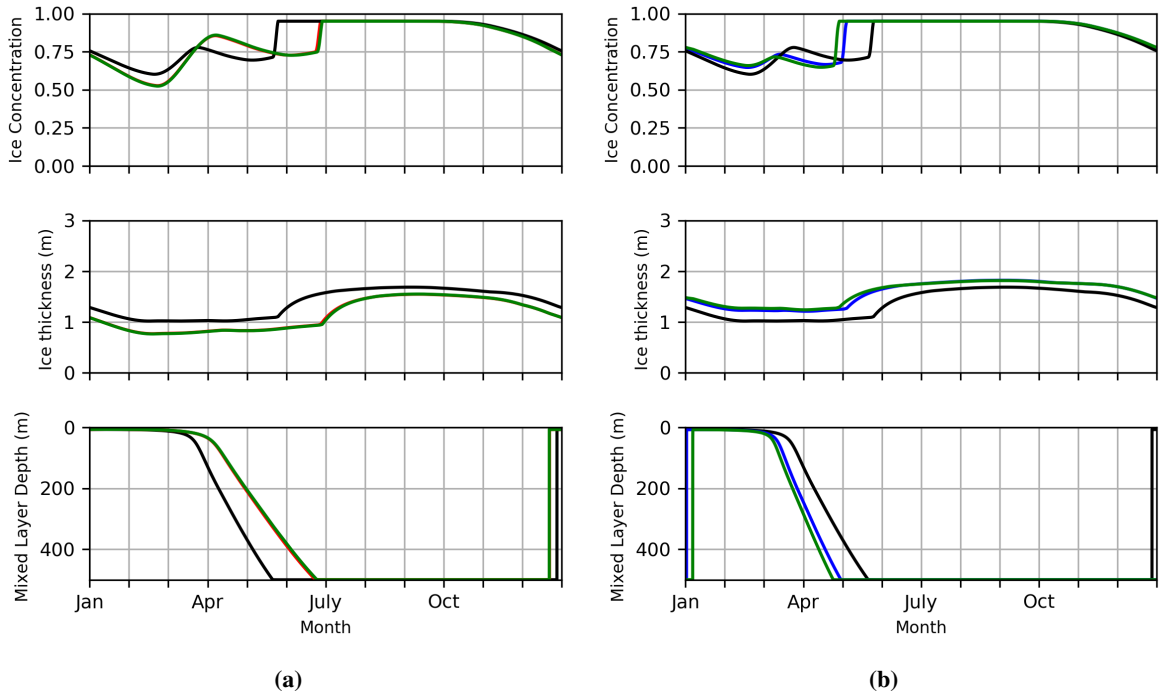 1.00
0.75
0.50
0.25
0.00
Ice Concentration
3
2
1
0
Ice thickness (m)
0
200
400
Mixed Layer Depth (m)
Jan Apr July Oct
Month
(a)
1.00
0.75
0.50
0.25
0.00
Ice Concentration
3
2
1
0
Ice thickness (m)
0
200
400
Mixed Layer Depth (m)
Jan Apr July Oct
Month
(b)